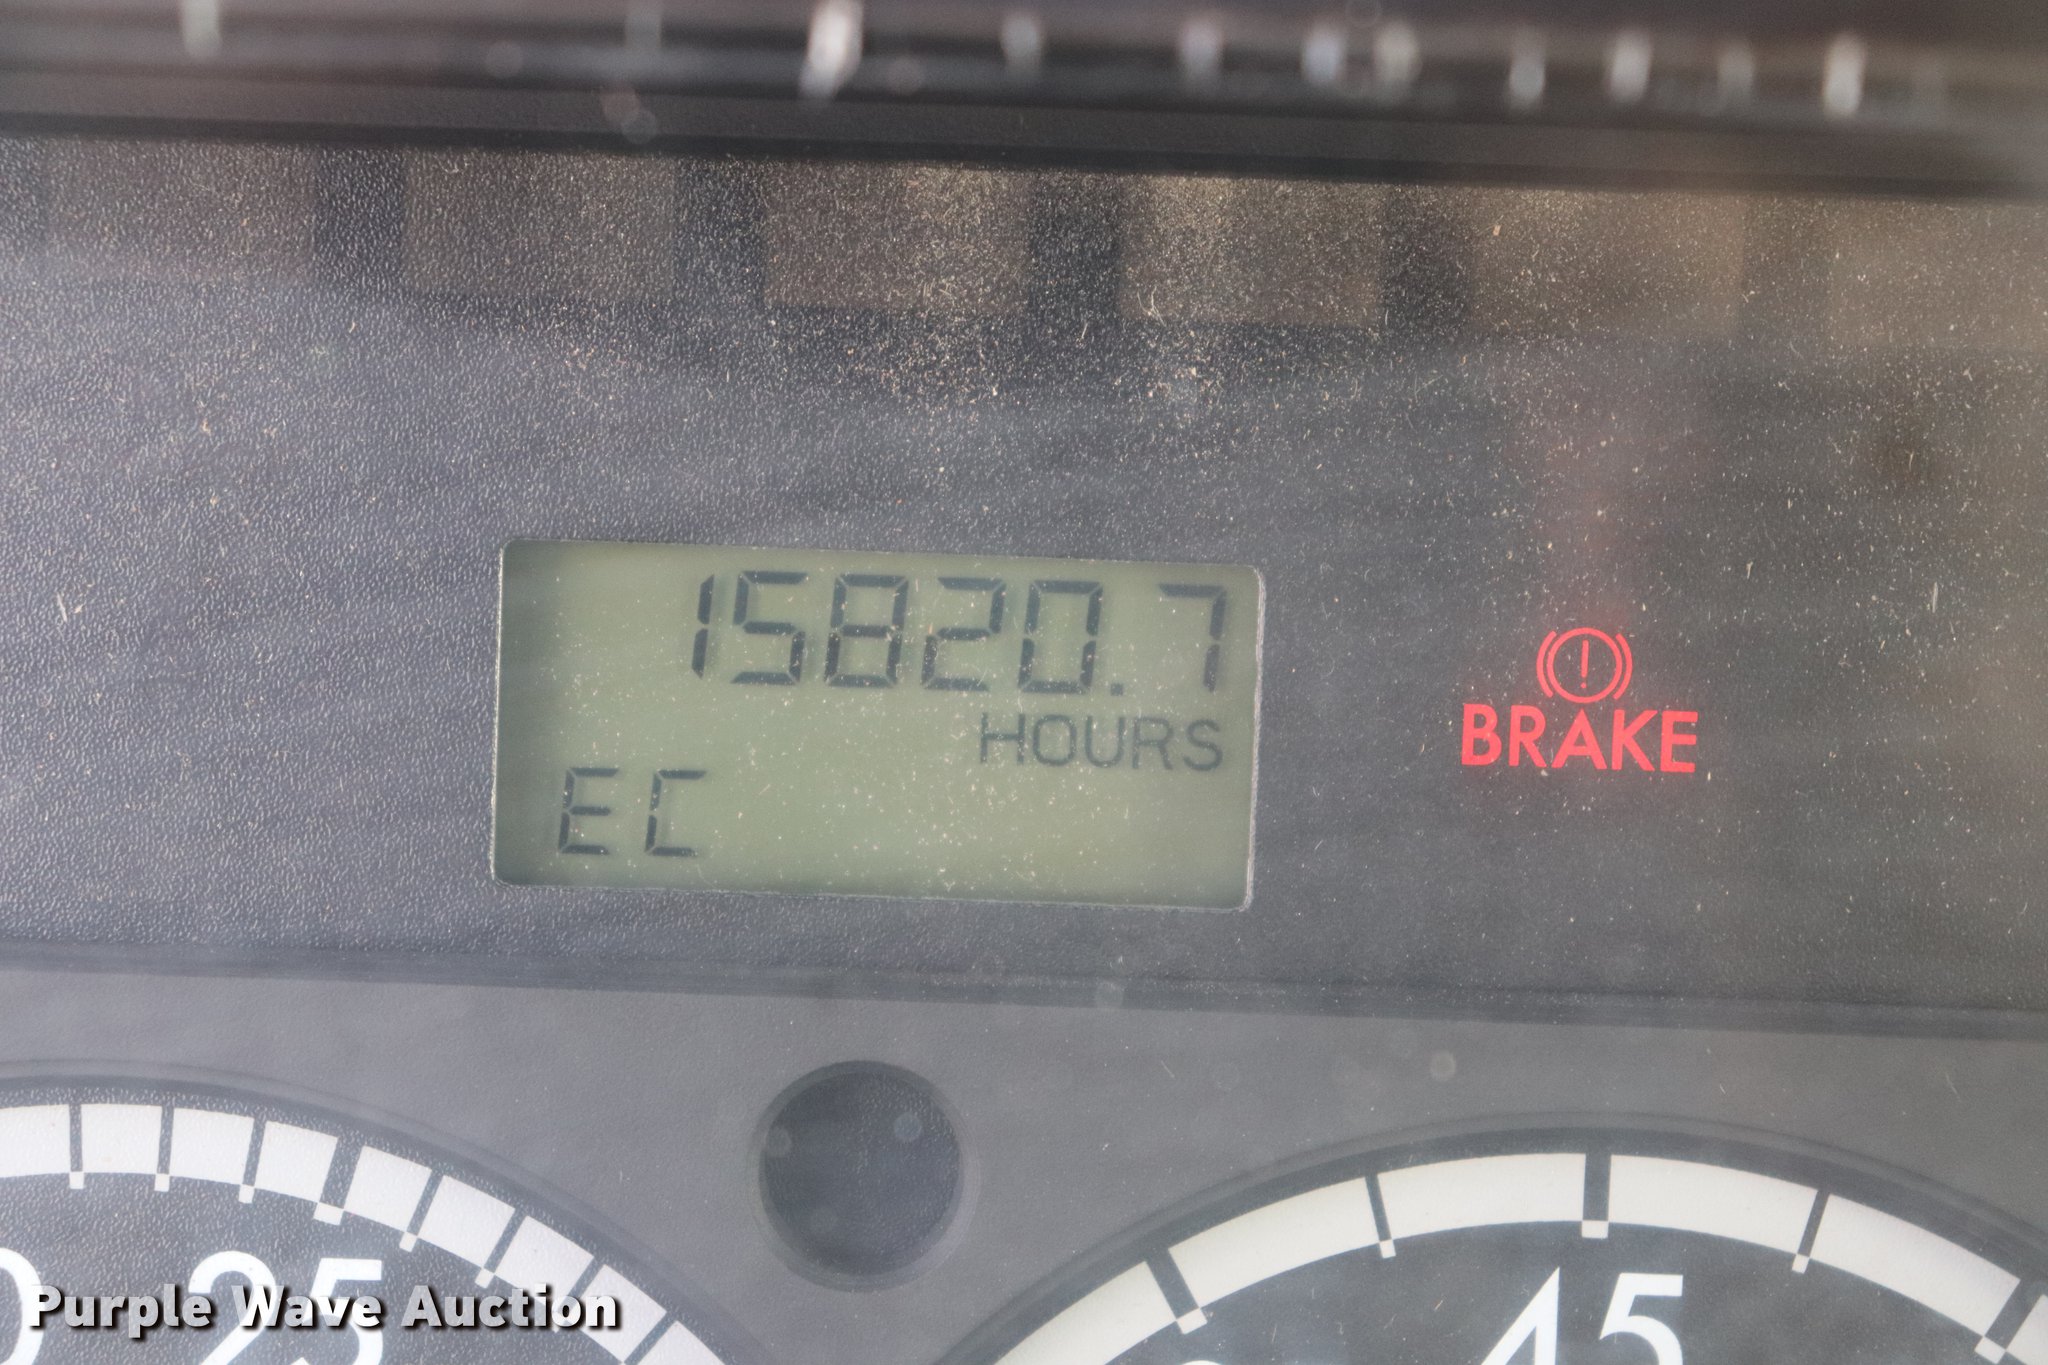 15820.7
HOURS
EC
BRAKE
25
45
Purple Wave Auction